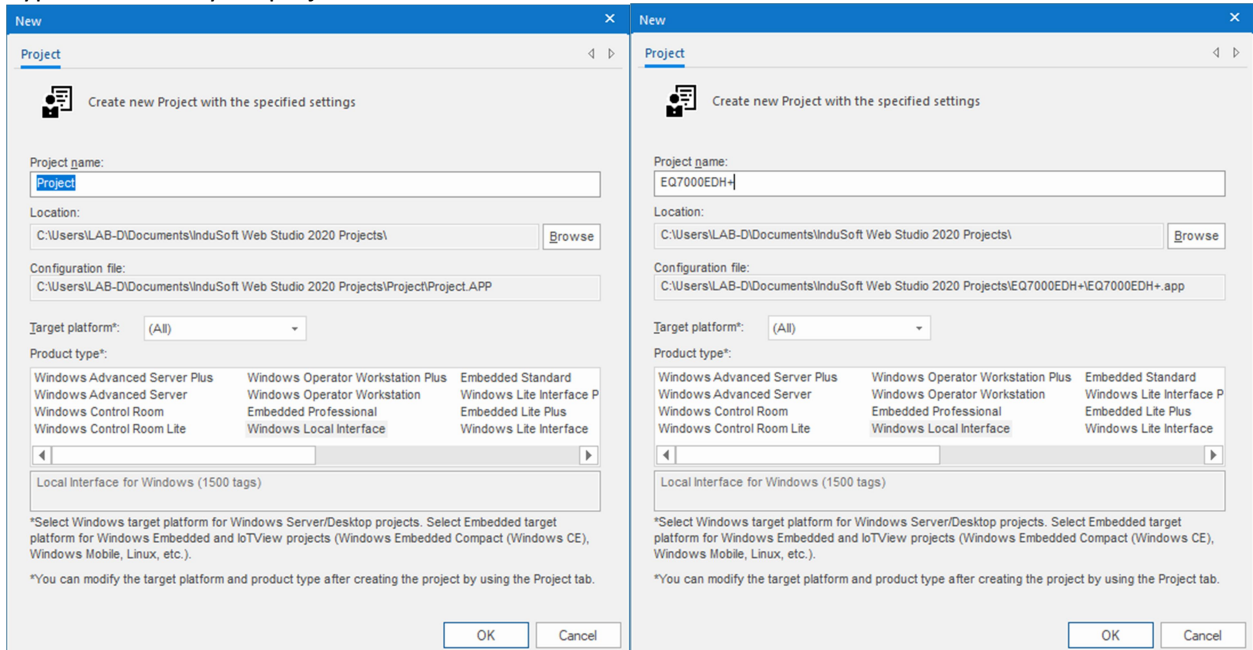 New
Project
Create new Project with the specified settings
Project name:
Project
Location:
C:\Users\LAB-D\Documents\InduSoft Web Studio 2020 Projects\
Browse
Configuration file:
C:\Users\LAB-D\Documents\InduSoft Web Studio 2020 Projects\Project\Project.APP
Target platform*:
(All)
Product type*:
Windows Advanced Server Plus Windows Operator Workstation Plus Embedded Standard
Windows Advanced Server Windows Operator Workstation Windows Lite Interface P
Windows Control Room Embedded Professional Embedded Lite Plus
Windows Control Room Lite Windows Local Interface Windows Lite Interface
Local Interface for Windows (1500 tags)
*Select Windows target platform for Windows Server/Desktop projects. Select Embedded target
platform for Windows Embedded and IoTView projects (Windows Embedded Compact (Windows CE),
Windows Mobile, Linux, etc.).
*You can modify the target platform and product type after creating the project by using the Project tab.
OK
Cancel
New
Project
Create new Project with the specified settings
Project name:
EQ7000EDH+
Location:
C:\Users\LAB-D\Documents\InduSoft Web Studio 2020 Projects\
Browse
Configuration file:
C:\Users\LAB-D\Documents\InduSoft Web Studio 2020 Projects\EQ7000EDH+\EQ7000EDH+.app
Target platform*:
(All)
Product type*:
Windows Advanced Server Plus Windows Operator Workstation Plus Embedded Standard
Windows Advanced Server Windows Operator Workstation Windows Lite Interface P
Windows Control Room Embedded Professional Embedded Lite Plus
Windows Control Room Lite Windows Local Interface Windows Lite Interface
Local Interface for Windows (1500 tags)
*Select Windows target platform for Windows Server/Desktop projects. Select Embedded target
platform for Windows Embedded and IoTView projects (Windows Embedded Compact (Windows CE),
Windows Mobile, Linux, etc.).
*You can modify the target platform and product type after creating the project by using the Project tab.
OK
Cancel